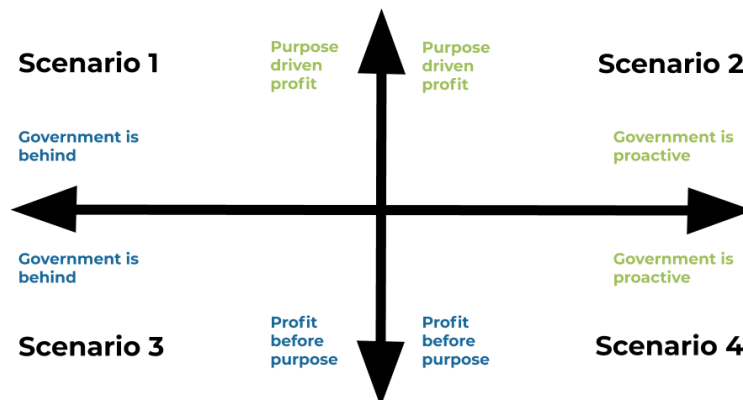 Scenario 1
Purpose
driven
profit
Purpose
driven
profit
Scenario 2
Government is
behind
Government is
proactive
Government is
behind
Government is
proactive
Scenario 3
Profit
before
purpose
Profit
before
purpose
Scenario 4